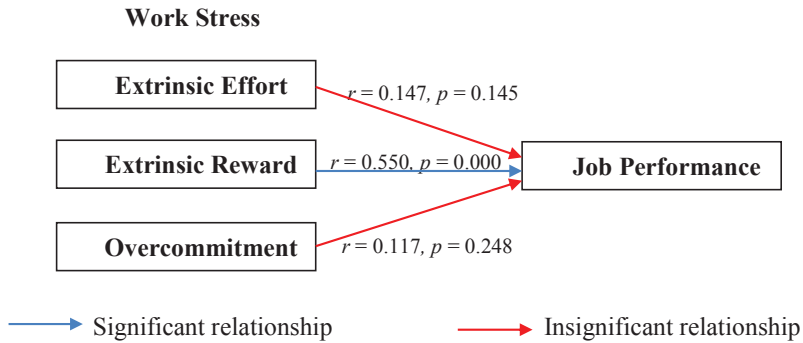 Work Stress
Extrinsic Effort
r = 0.147, p = 0.145
Extrinsic Reward
r = 0.550, p = 0.000
Job Performance
Overcommitment
r = 0.117, p = 0.248
Significant relationship
Insignificant relationship